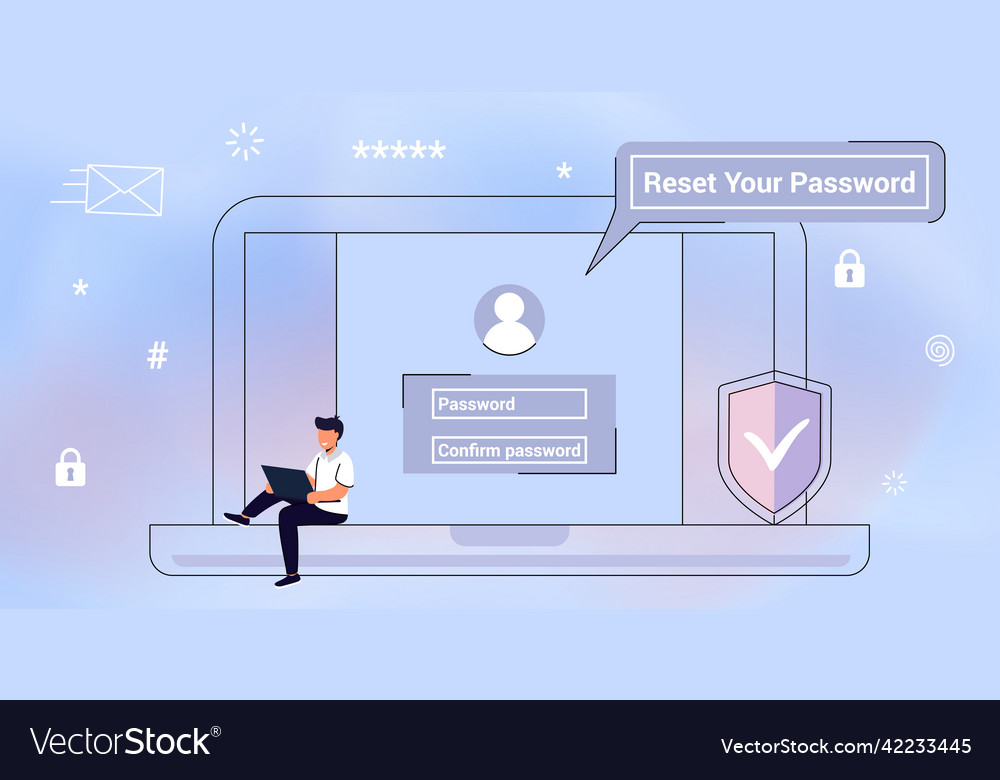 *****
*
Reset Your Password
*
#
Password
Confirm password
VectorStock®
VectorStock.com/42233445